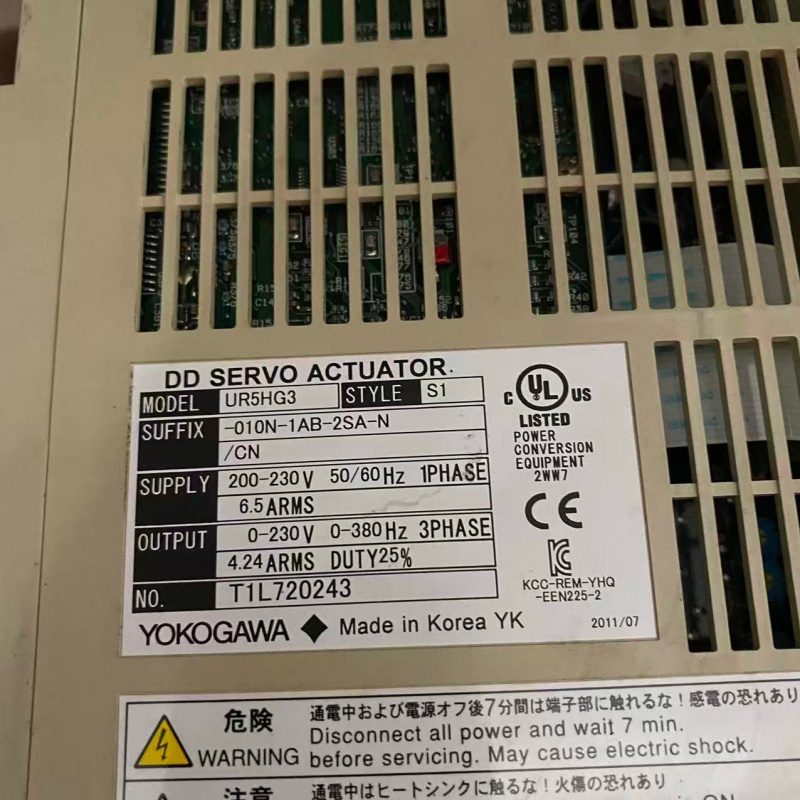 DD SERVO ACTUATOR.
MODEL UR5HG3 STYLE S1
SUFFIX -010N-1AB-2SA-N
/CN
SUPPLY 200-230V 50/60Hz 1PHASE
6.5ARMS
OUTPUT 0-230V 0-380Hz 3PHASE
4.24ARMS DUTY25%
NO. T1L720243
YOKOGAWA ◆ Made in Korea YK
2011/07
C UL US
LISTED
POWER
CONVERSION
EQUIPMENT
2WW7
CE
KCC-REM-YHQ
-EEN225-2
危険 通電中および電源オフ後7分間は端子部に触れるな!感電の恐れあり
WARNING Disconnect all power and wait 7 min.
before servicing. May cause electric shock.
注意 通電中はヒートシンクに触るな!火傷の恐れあり
TP104
R42
R40